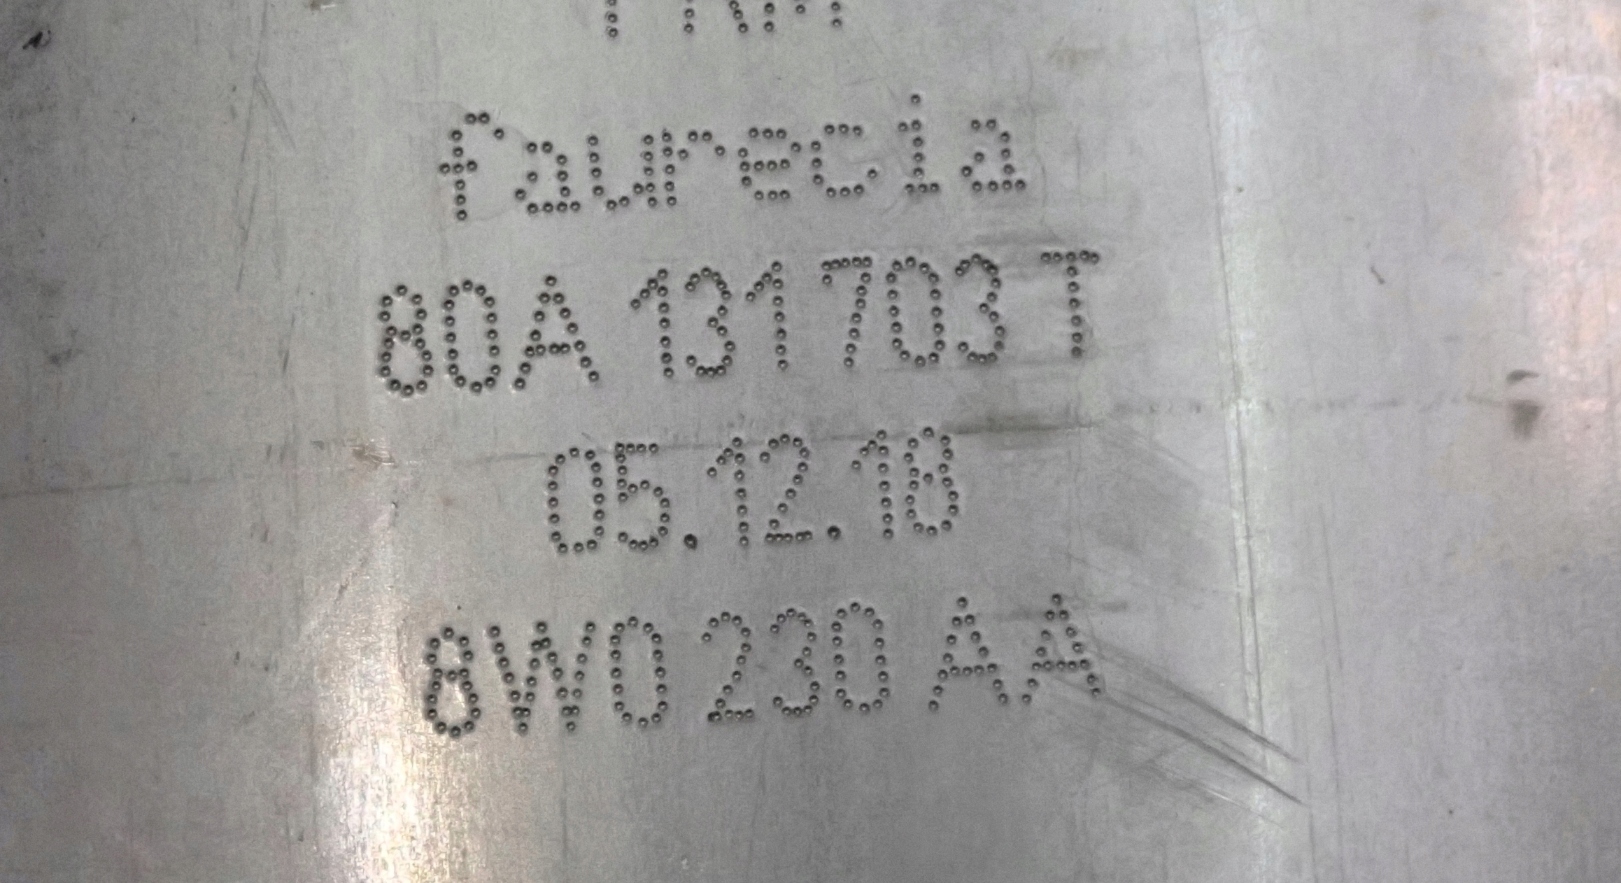 faurecia
80A 131 703 T
05.12.18
8W0 230 AA